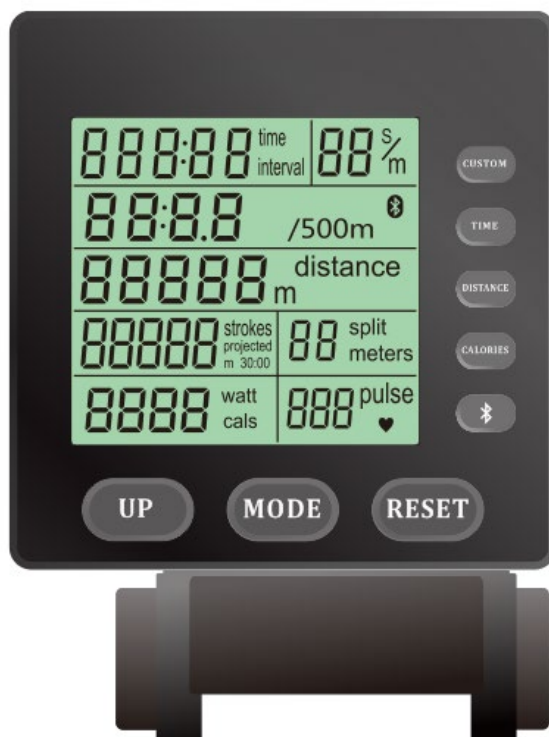 888:88 time interval 88 S/m
88:8.8 /500m
88888 m distance
88888 strokes projected m 30:00 88 split meters
8888 watt cals 888 pulse
CUSTOM
TIME
DISTANCE
CALORIES
UP MODE RESET